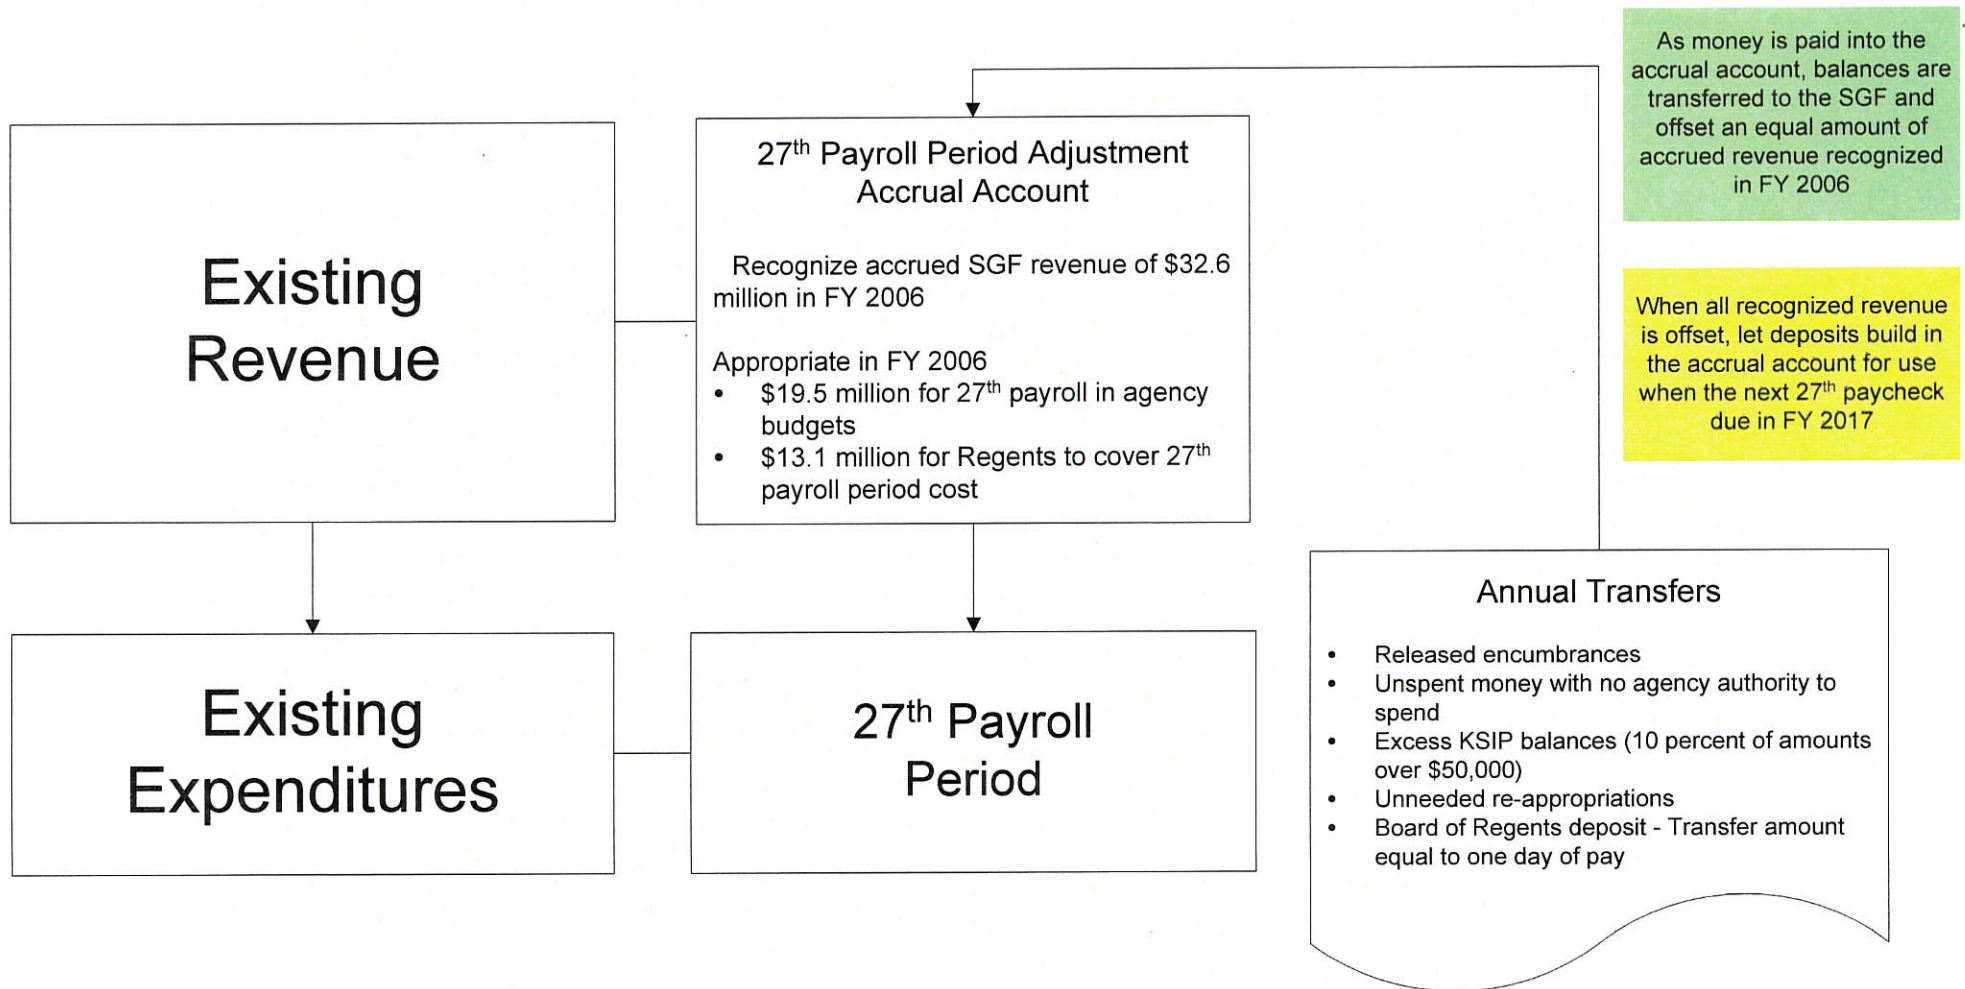 Existing
Revenue
27th Payroll Period Adjustment
Accrual Account
Recognize accrued SGF revenue of $32.6
million in FY 2006
Appropriate in FY 2006
• $19.5 million for 27th payroll in agency
budgets
• $13.1 million for Regents to cover 27th
payroll period cost
As money is paid into the
accrual account, balances are
transferred to the SGF and
offset an equal amount of
accrued revenue recognized
in FY 2006
When all recognized revenue
is offset, let deposits build in
the accrual account for use
when the next 27th paycheck
due in FY 2017
Existing
Expenditures
27th Payroll
Period
Annual Transfers
• Released encumbrances
• Unspent money with no agency authority to
spend
• Excess KSIP balances (10 percent of amounts
over $50,000)
• Unneeded re-appropriations
• Board of Regents deposit - Transfer amount
equal to one day of pay